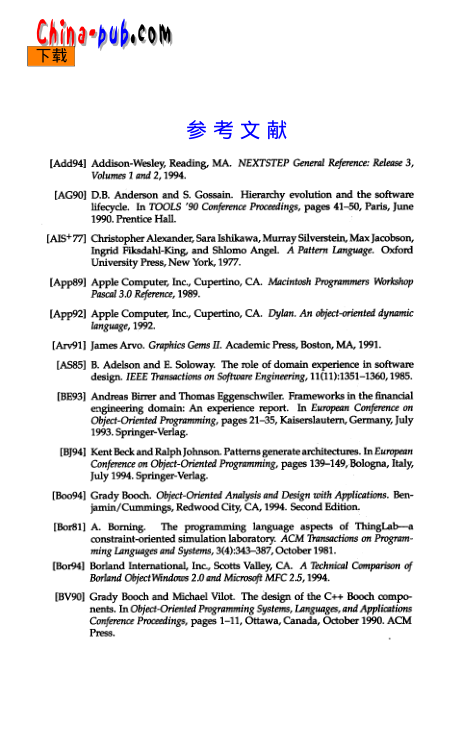 China-pub.com
下载
参考文献
[Add94] Addison-Wesley, Reading, MA. NEXTSTEP General Reference: Release 3,
Volumes 1 and 2, 1994.
[AG90] D.B. Anderson and S. Gossain. Hierarchy evolution and the software
lifecycle. In TOOLS '90 Conference Proceedings, pages 41–50, Paris, June
1990. Prentice Hall.
[AIS+77] Christopher Alexander, Sara Ishikawa, Murray Silverstein, Max Jacobson,
Ingrid Fiksdahl-King, and Shlomo Angel. A Pattern Language. Oxford
University Press, New York, 1977.
[App89] Apple Computer, Inc., Cupertino, CA. Macintosh Programmers Workshop
Pascal 3.0 Reference, 1989.
[App92] Apple Computer, Inc., Cupertino, CA. Dylan. An object-oriented dynamic
language, 1992.
[Arv91] James Arvo. Graphics Gems II. Academic Press, Boston, MA, 1991.
[AS85] B. Adelson and E. Soloway. The role of domain experience in software
design. IEEE Transactions on Software Engineering, 11(11):1351–1360, 1985.
[BE93] Andreas Birrer and Thomas Eggenschwiler. Frameworks in the financial
engineering domain: An experience report. In European Conference on
Object-Oriented Programming, pages 21–35, Kaiserslautern, Germany, July
1993. Springer-Verlag.
[BJ94] Kent Beck and Ralph Johnson. Patterns generate architectures. In European
Conference on Object-Oriented Programming, pages 139–149, Bologna, Italy,
July 1994. Springer-Verlag.
[Boo94] Grady Booch. Object-Oriented Analysis and Design with Applications. Ben-
jamin/Cummings, Redwood City, CA, 1994. Second Edition.
[Bor81] A. Borning. The programming language aspects of ThingLab—a
constraint-oriented simulation laboratory. ACM Transactions on Program-
ming Languages and Systems, 3(4):343–387, October 1981.
[Bor94] Borland International, Inc., Scotts Valley, CA. A Technical Comparison of
Borland ObjectWindows 2.0 and Microsoft MFC 2.5, 1994.
[BV90] Grady Booch and Michael Vilot. The design of the C++ Booch compo-
nents. In Object-Oriented Programming Systems, Languages, and Applications
Conference Proceedings, pages 1–11, Ottawa, Canada, October 1990. ACM
Press.